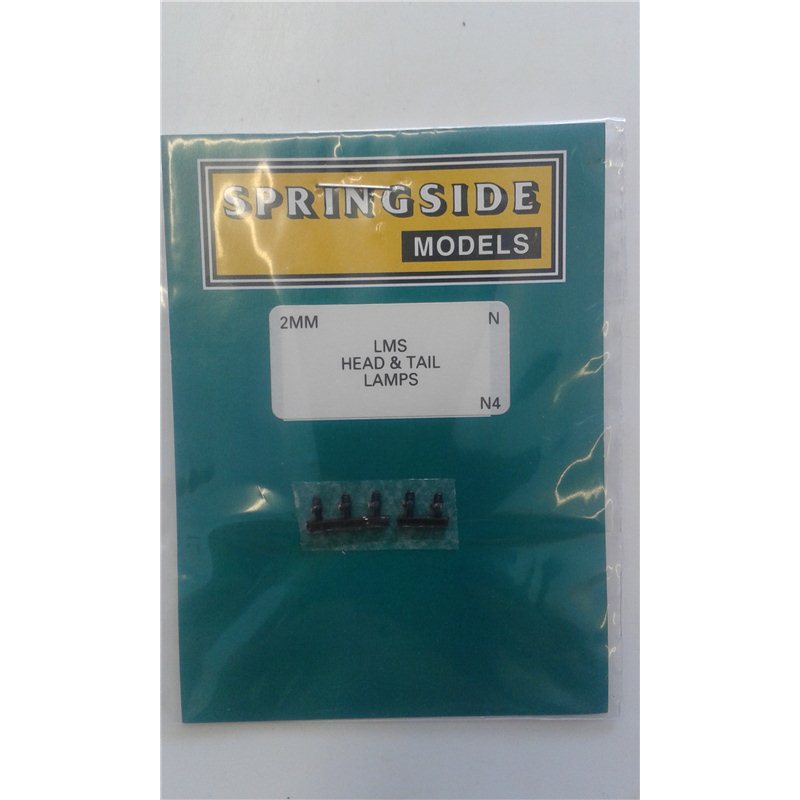 SPRINGSIDE
MODELS
2MM N
LMS
HEAD & TAIL
LAMPS
N4